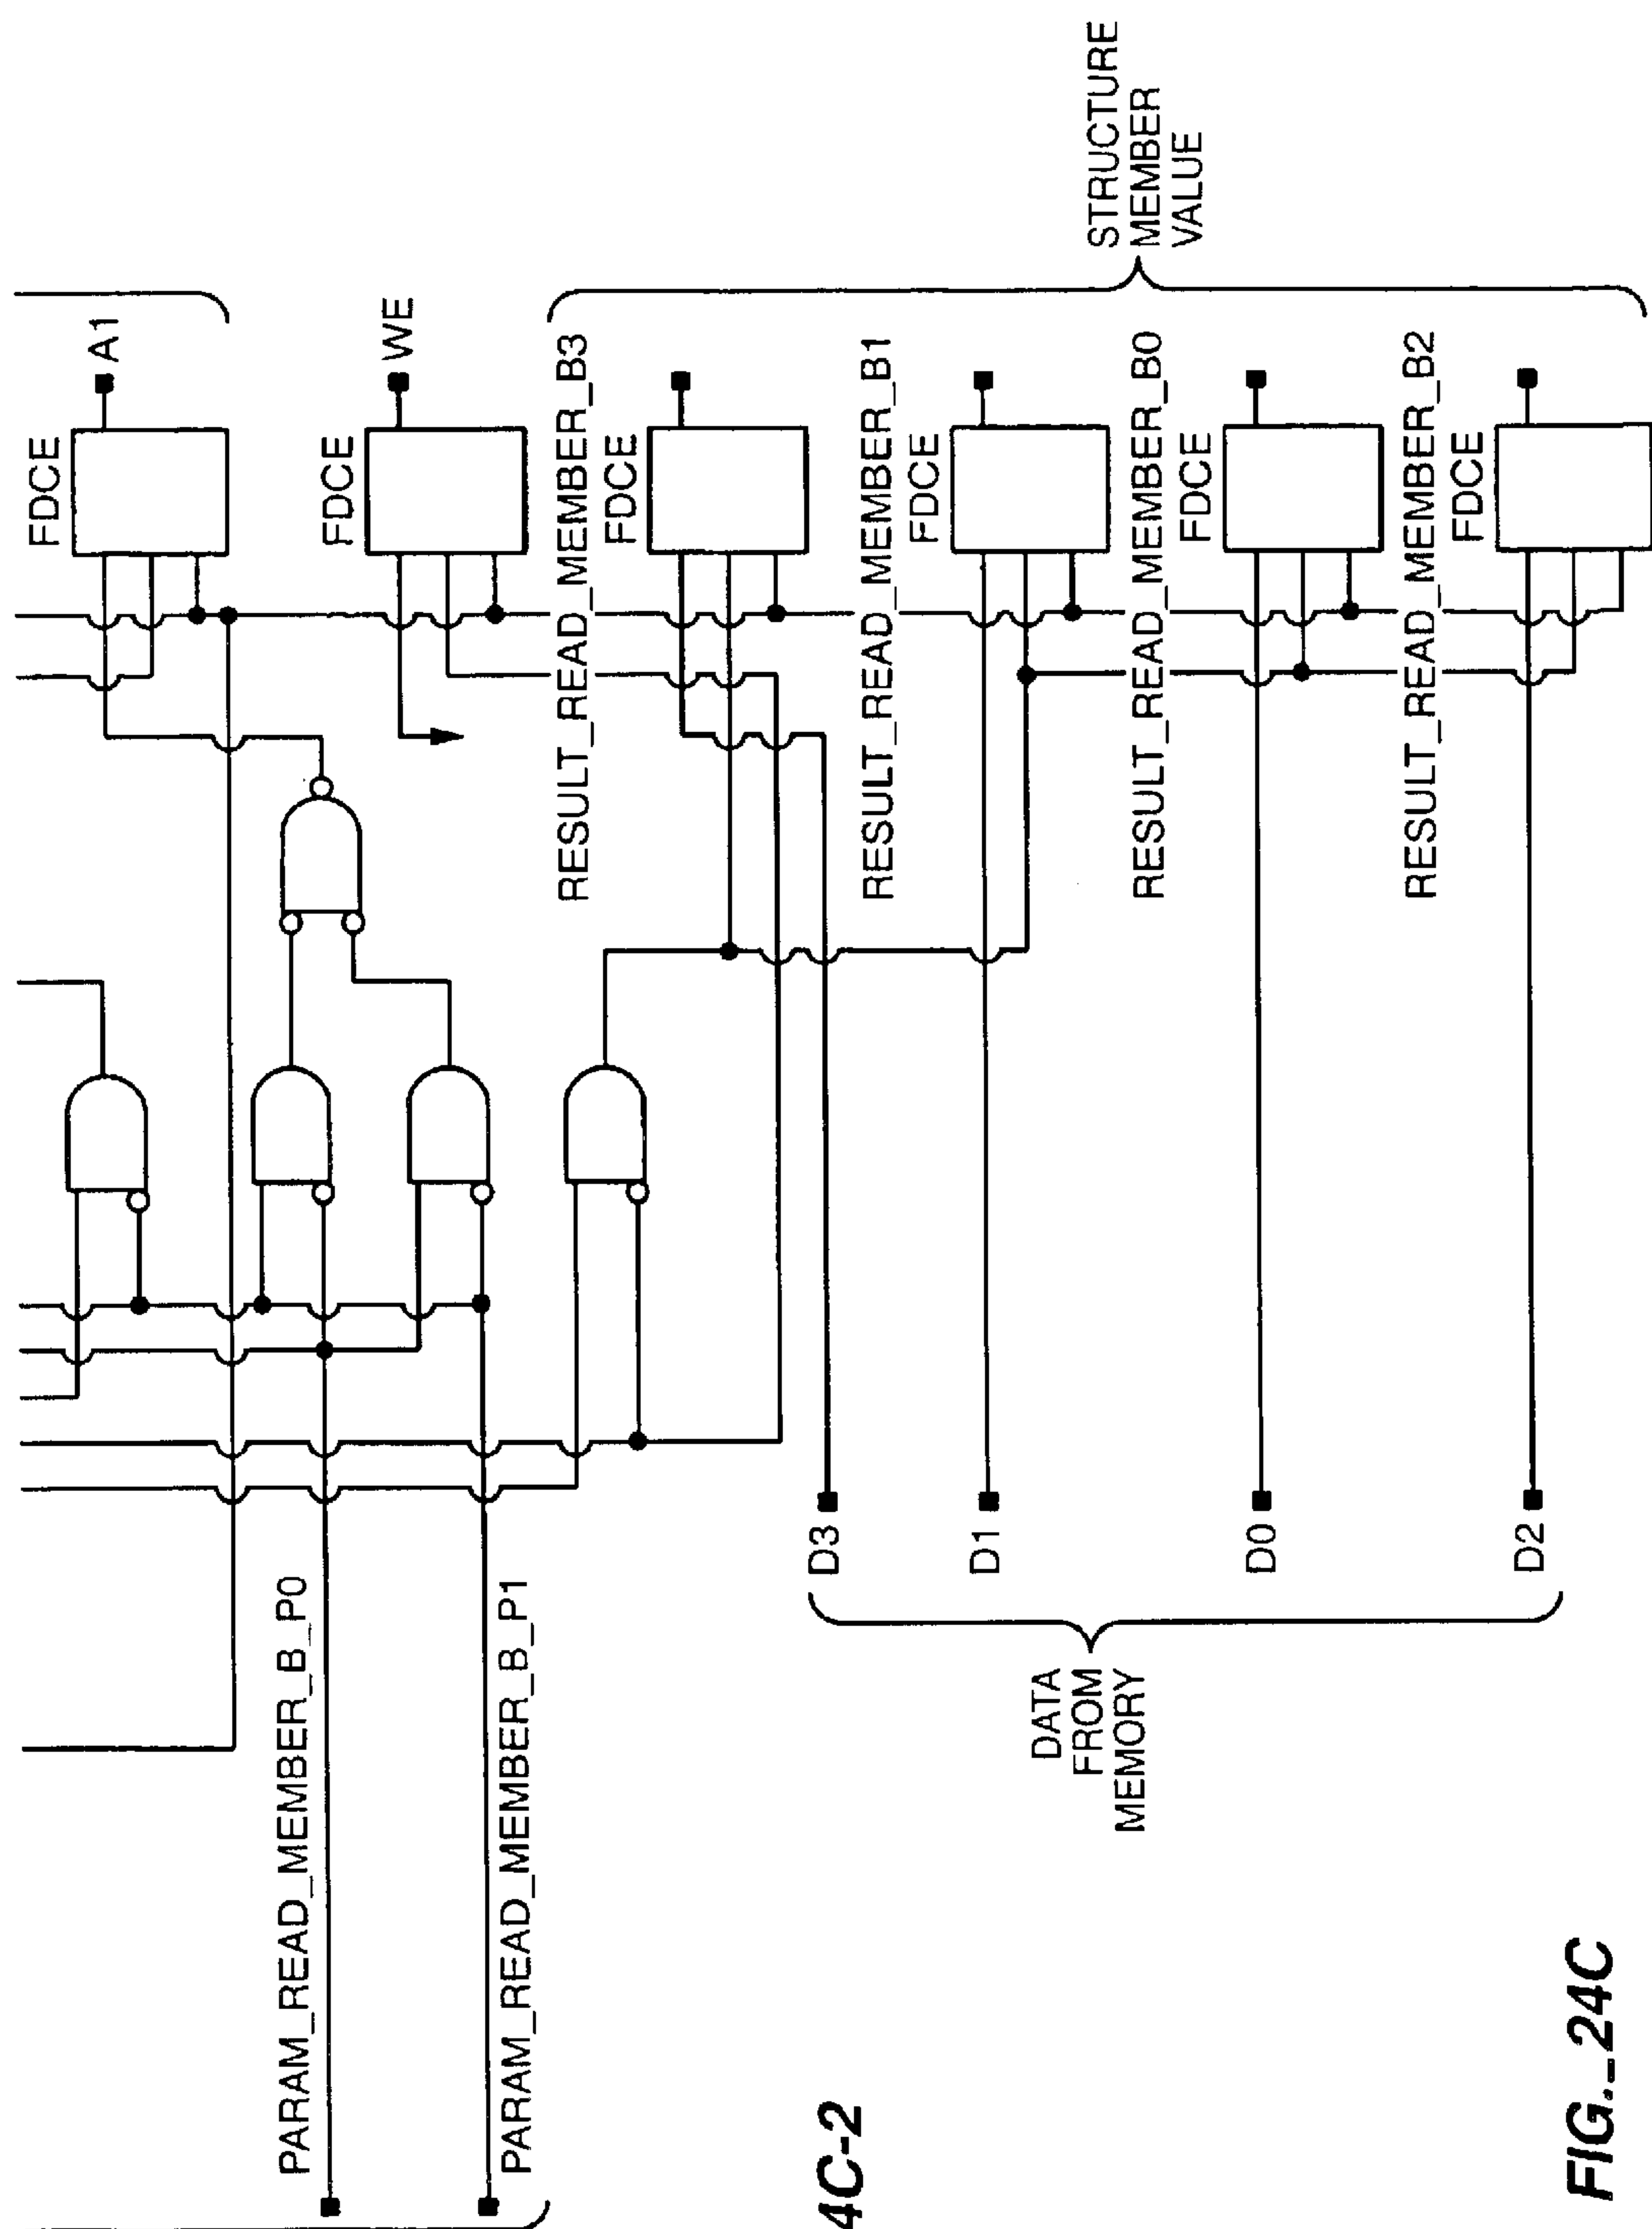 FDCE
A1
FDCE
WE
RESULT_READ_MEMBER_B3
FDCE
RESULT_READ_MEMBER_B1
FDCE
RESULT_READ_MEMBER_B0
FDCE
RESULT_READ_MEMBER_B2
FDCE
STRUCTURE
MEMBER
VALUE
PARAM_READ_MEMBER_B_P0
PARAM_READ_MEMBER_B_P1
D3
D1
D0
D2
DATA
FROM
MEMORY
4C-2
FIG._24C